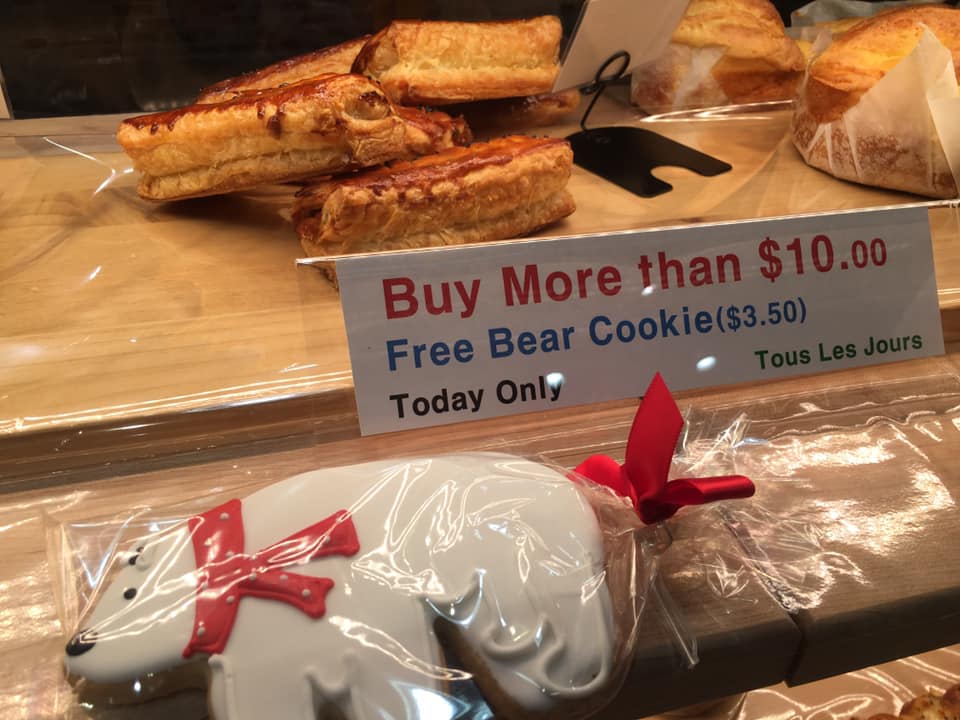 Buy More than $10.00
Free Bear Cookie($3.50)
Today Only
Tous Les Jours